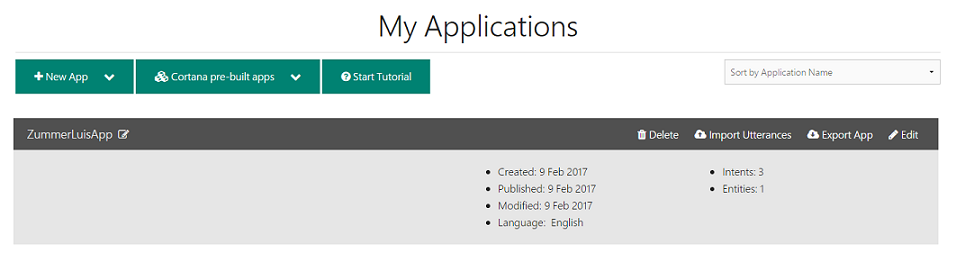 My Applications
New App Cortana pre-built apps Start Tutorial Sort by Application Name
ZummerLuisApp Delete Import Utterances Export App Edit
Created: 9 Feb 2017 Intents: 3
Published: 9 Feb 2017 Entities: 1
Modified: 9 Feb 2017
Language: English